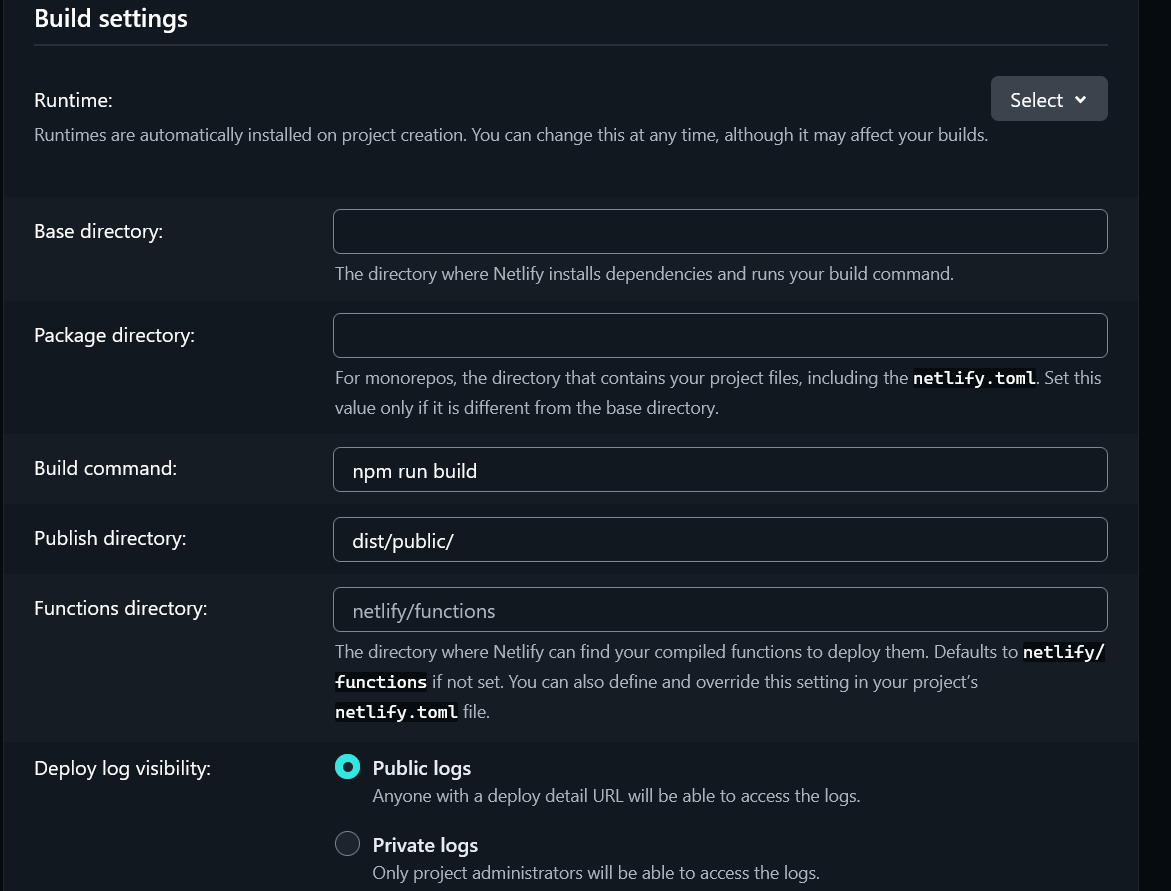 Build settings
Runtime:
Select
Runtimes are automatically installed on project creation. You can change this at any time, although it may affect your builds.
Base directory:
The directory where Netlify installs dependencies and runs your build command.
Package directory:
For monorepos, the directory that contains your project files, including the netlify.toml. Set this
value only if it is different from the base directory.
Build command:
npm run build
Publish directory:
dist/public/
Functions directory:
netlify/functions
The directory where Netlify can find your compiled functions to deploy them. Defaults to netlify/
functions if not set. You can also define and override this setting in your project’s
netlify.toml file.
Deploy log visibility:
Public logs
Anyone with a deploy detail URL will be able to access the logs.
Private logs
Only project administrators will be able to access the logs.